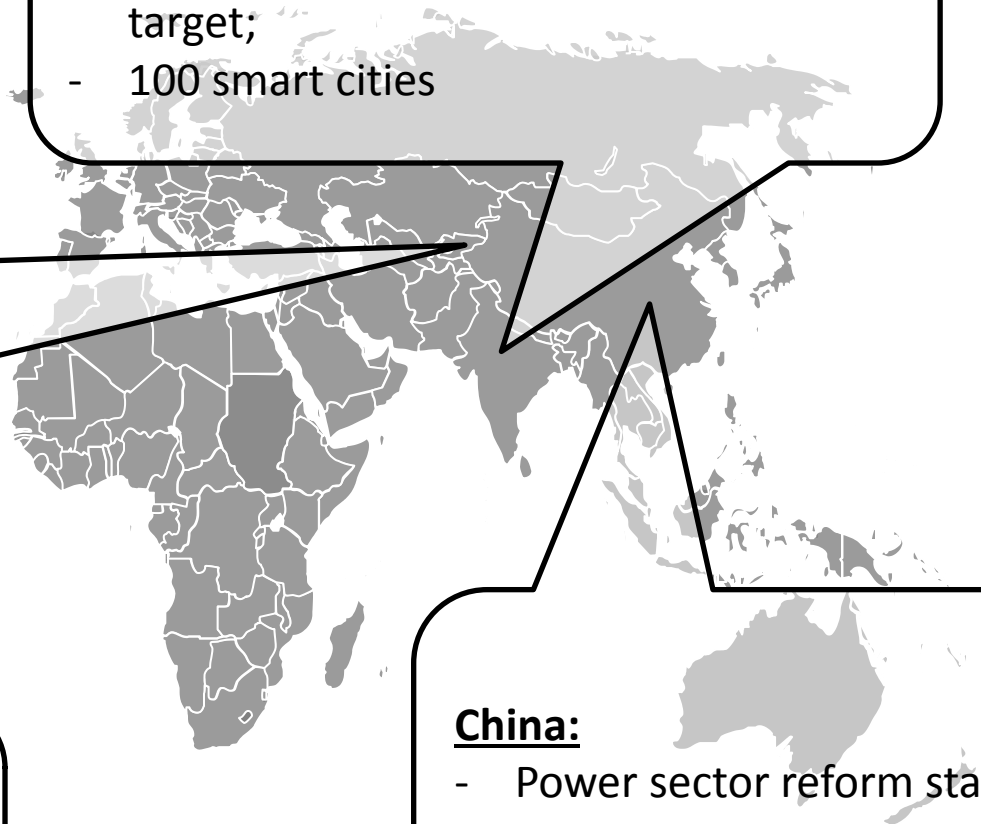 target;
- 100 smart cities
China:
- Power sector reform sta